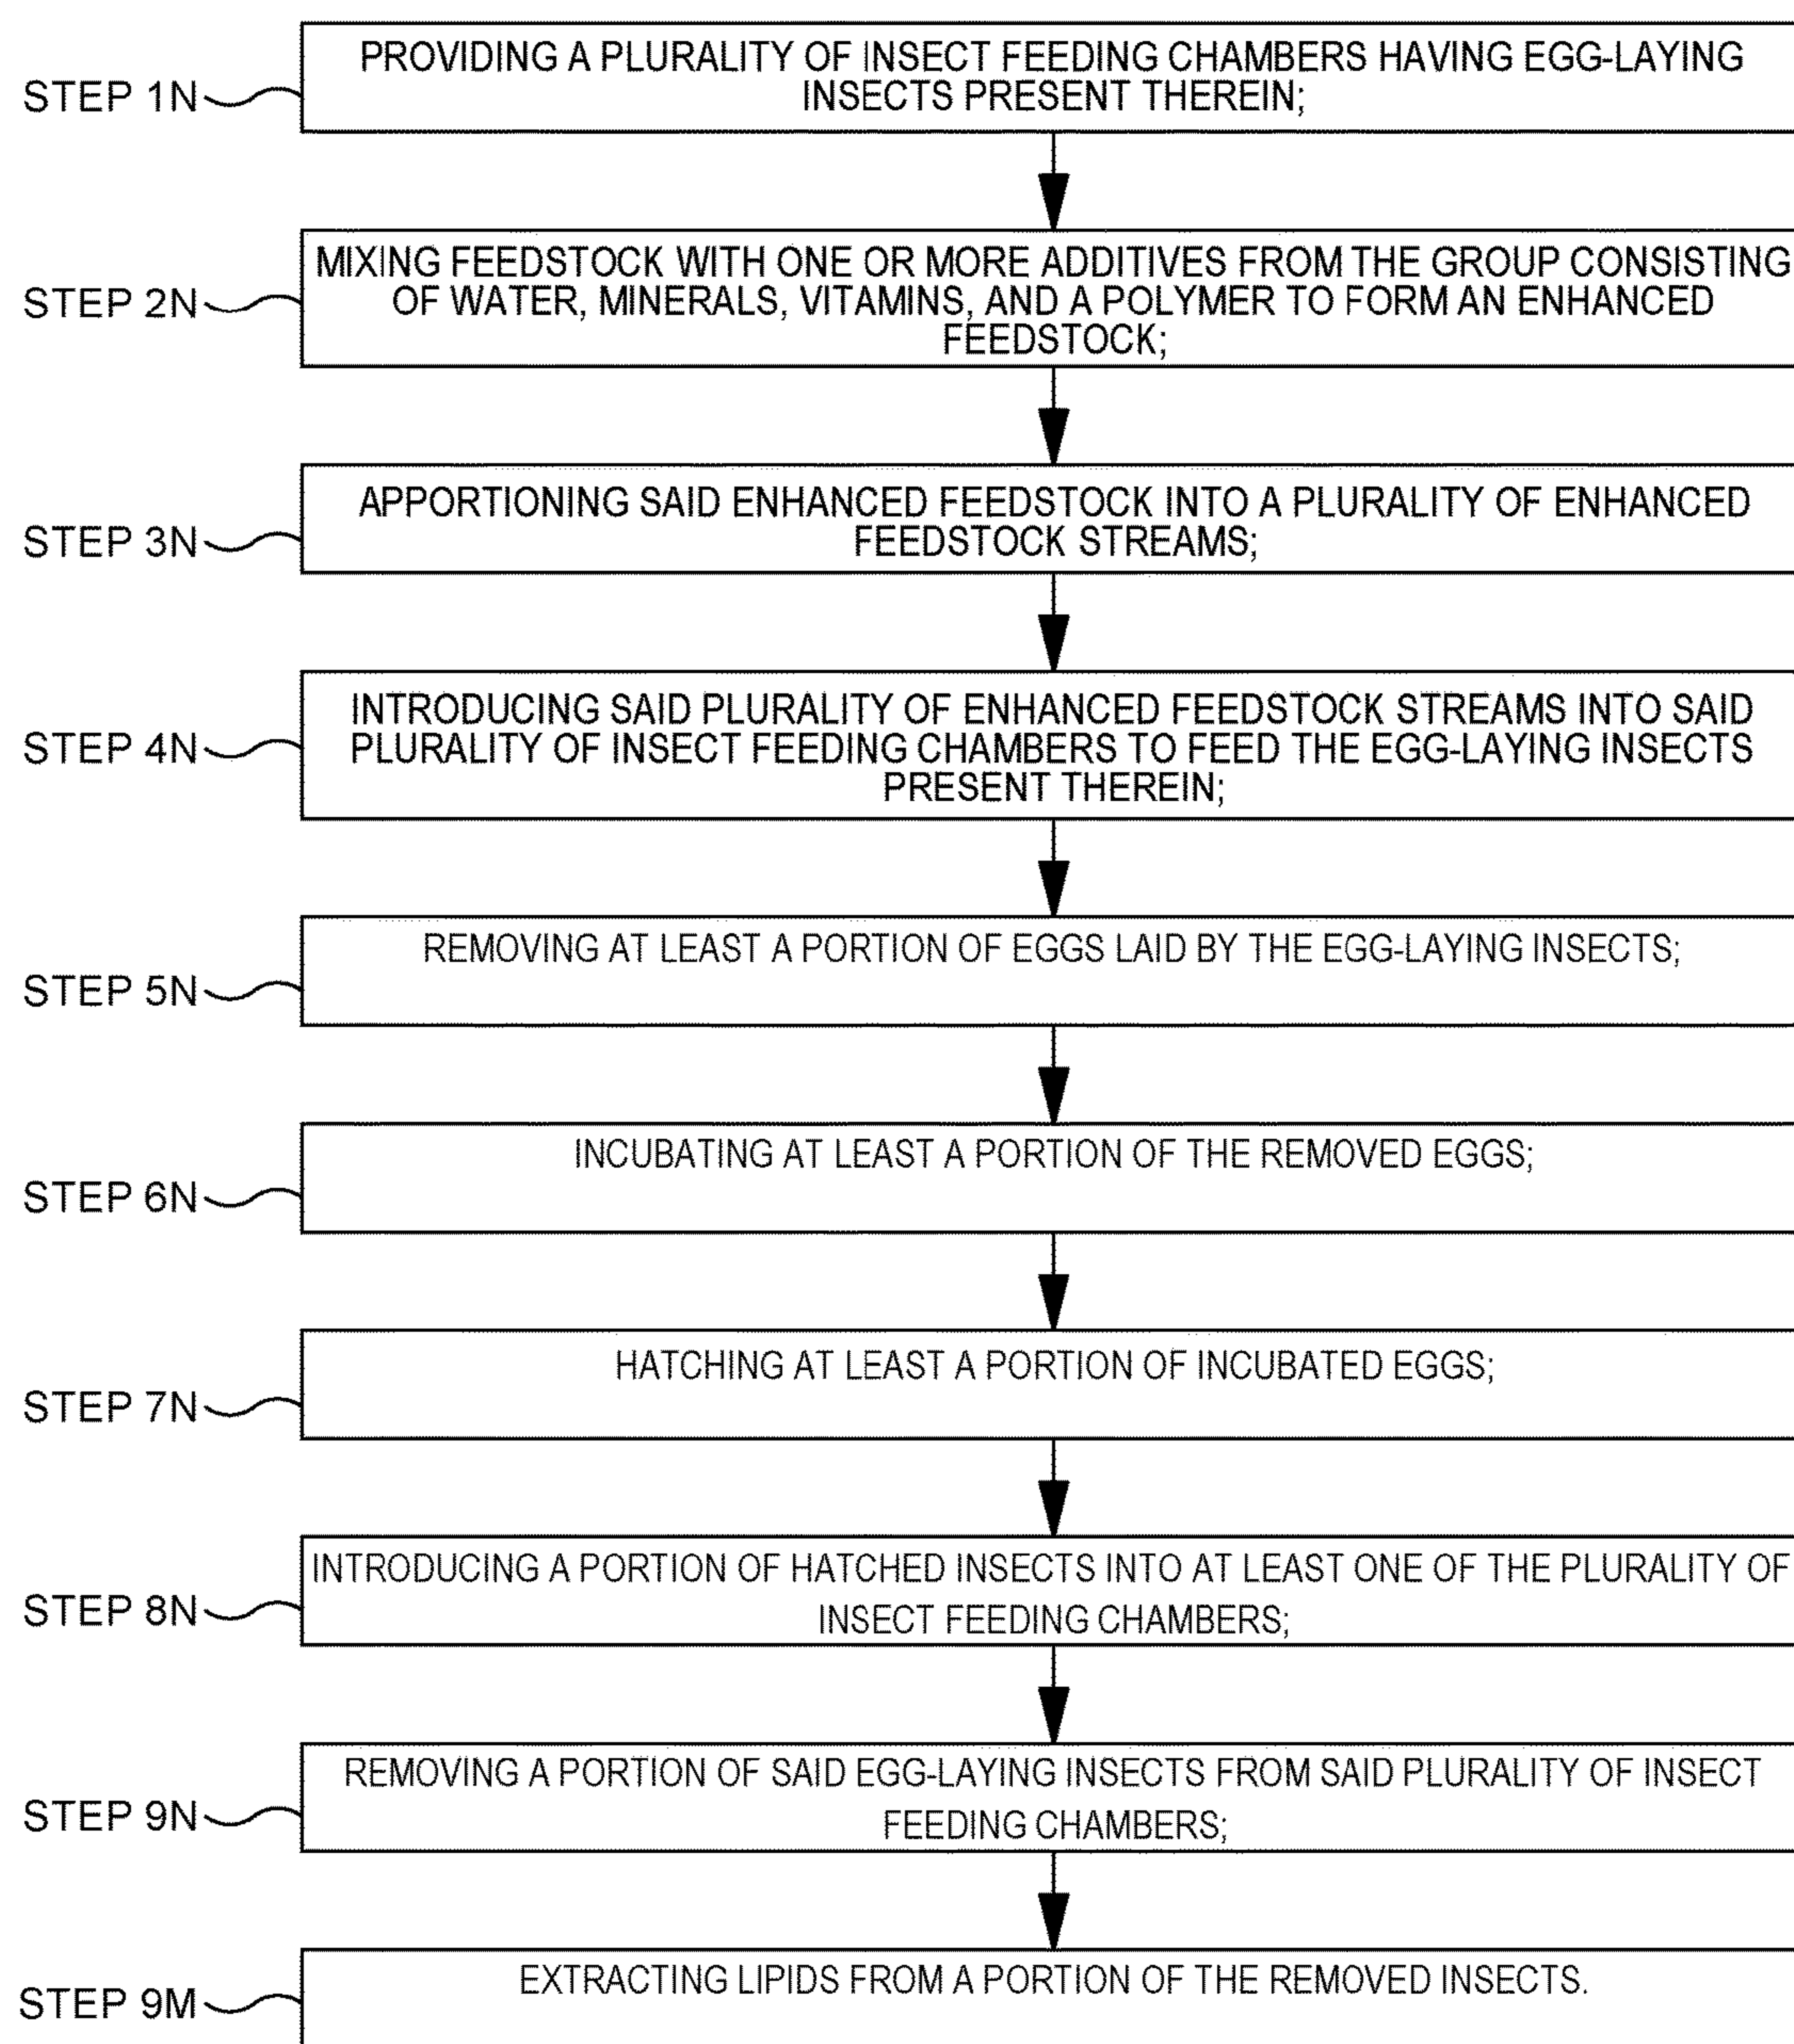 STEP 1N
PROVIDING A PLURALITY OF INSECT FEEDING CHAMBERS HAVING EGG-LAYING
INSECTS PRESENT THEREIN;
STEP 2N
MIXING FEEDSTOCK WITH ONE OR MORE ADDITIVES FROM THE GROUP CONSISTING
OF WATER, MINERALS, VITAMINS, AND A POLYMER TO FORM AN ENHANCED
FEEDSTOCK;
STEP 3N
APPORTIONING SAID ENHANCED FEEDSTOCK INTO A PLURALITY OF ENHANCED
FEEDSTOCK STREAMS;
STEP 4N
INTRODUCING SAID PLURALITY OF ENHANCED FEEDSTOCK STREAMS INTO SAID
PLURALITY OF INSECT FEEDING CHAMBERS TO FEED THE EGG-LAYING INSECTS
PRESENT THEREIN;
STEP 5N
REMOVING AT LEAST A PORTION OF EGGS LAID BY THE EGG-LAYING INSECTS;
STEP 6N
INCUBATING AT LEAST A PORTION OF THE REMOVED EGGS;
STEP 7N
HATCHING AT LEAST A PORTION OF INCUBATED EGGS;
STEP 8N
INTRODUCING A PORTION OF HATCHED INSECTS INTO AT LEAST ONE OF THE PLURALITY OF
INSECT FEEDING CHAMBERS;
STEP 9N
REMOVING A PORTION OF SAID EGG-LAYING INSECTS FROM SAID PLURALITY OF INSECT
FEEDING CHAMBERS;
STEP 9M
EXTRACTING LIPIDS FROM A PORTION OF THE REMOVED INSECTS.